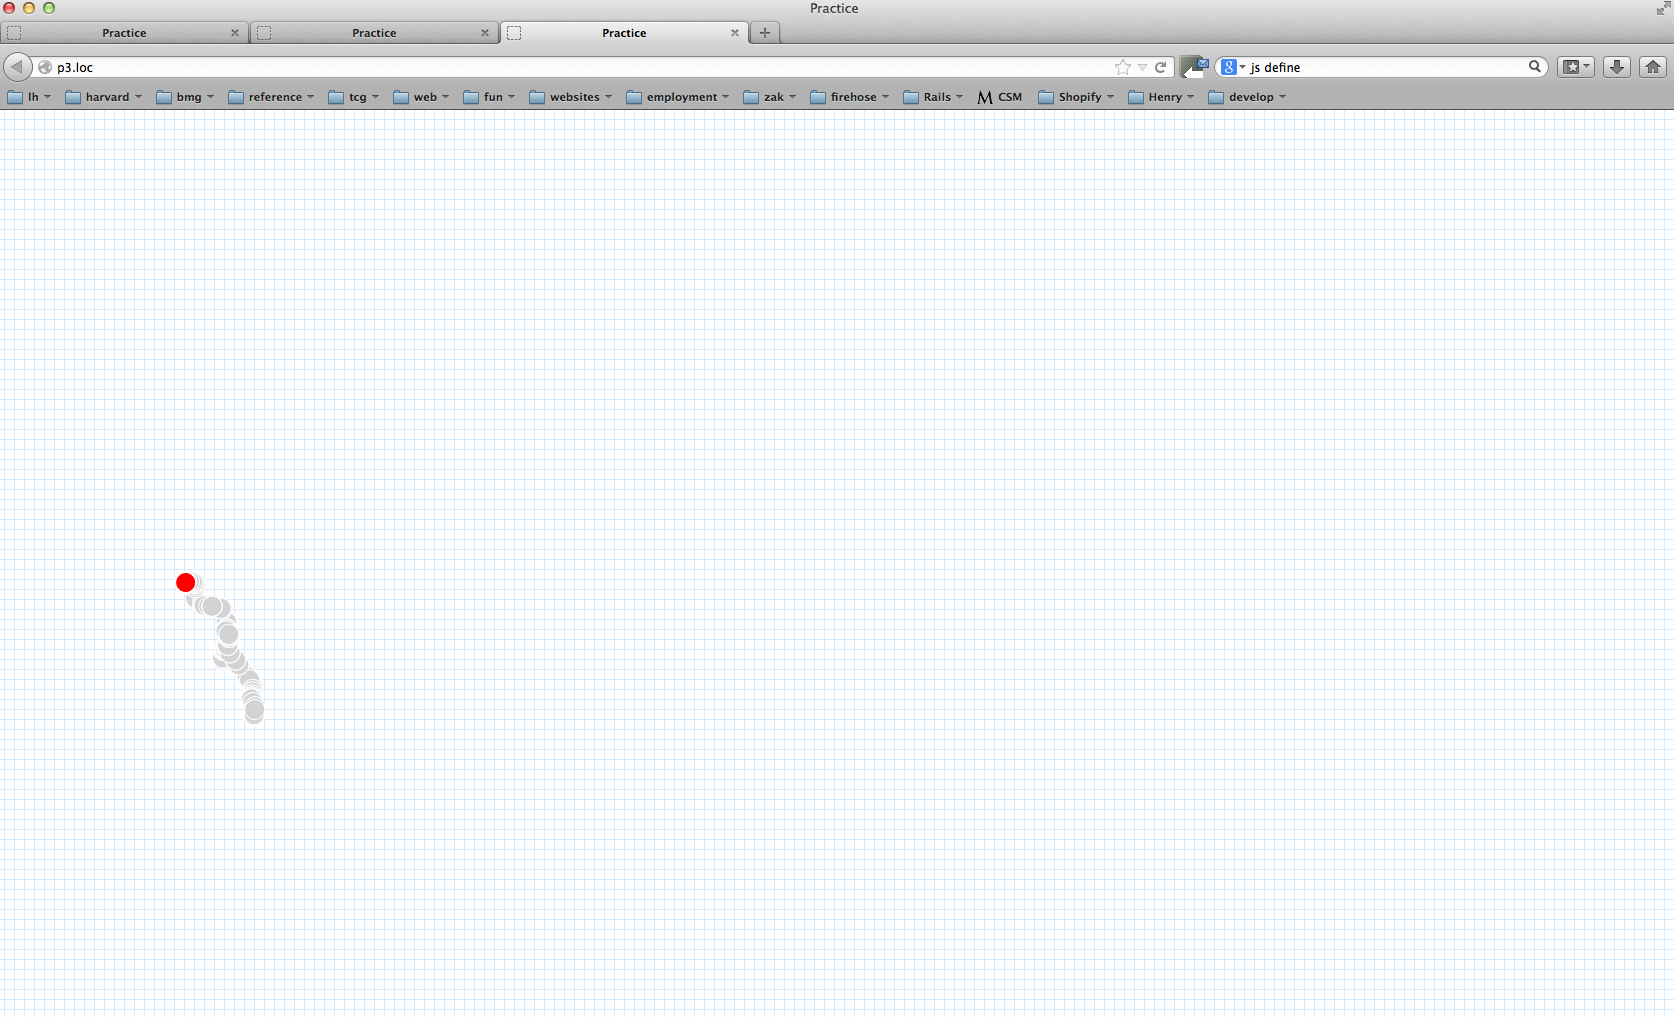 Practice
Practice Practice Practice
p3.loc js define
lh harvard bmg reference tcg web fun websites employment zak firehose Rails M CSM Shopify Henry develop